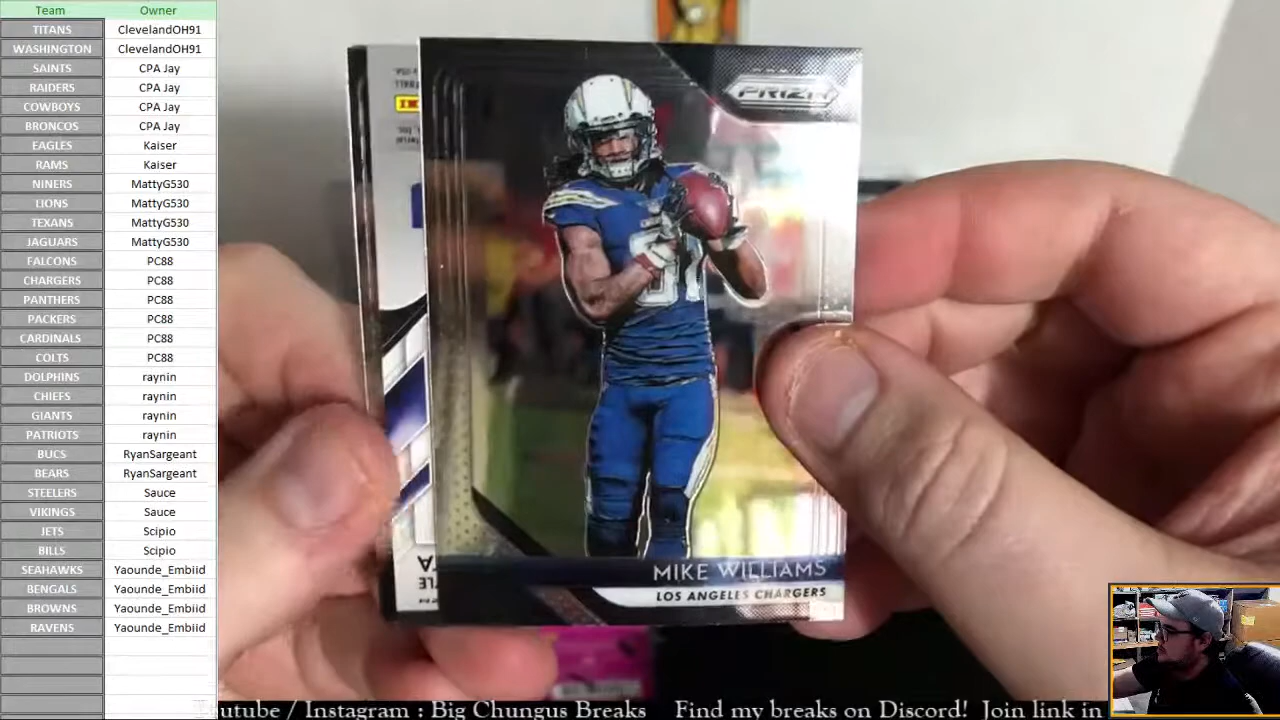 Team Owner
TITANS ClevelandOH91
WASHINGTON ClevelandOH91
SAINTS CPA Jay
RAIDERS CPA Jay
COWBOYS CPA Jay
BRONCOS CPA Jay
EAGLES Kaiser
RAMS Kaiser
NINERS MattyG530
LIONS MattyG530
TEXANS MattyG530
JAGUARS MattyG530
FALCONS PC88
CHARGERS PC88
PANTHERS PC88
PACKERS PC88
CARDINALS PC88
COLTS PC88
DOLPHINS raynin
CHIEFS raynin
GIANTS raynin
PATRIOTS raynin
BUCS RyanSargeant
BEARS RyanSargeant
STEELERS Sauce
VIKINGS Sauce
JETS Scipio
BILLS Scipio
SEAHAWKS Yaounde_Embiid
BENGALS Yaounde_Embiid
BROWNS Yaounde_Embiid
RAVENS Yaounde_Embiid
PRIZM
81
MIKE WILLIAMS
LOS ANGELES CHARGERS
utube / Instagram : Big Chungus Breaks Find my breaks on Discord! Join link in